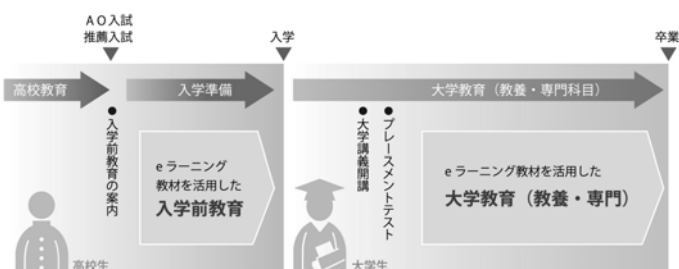 AO入試
推薦入試
入学
卒業
高校教育
入学準備
大学教育（教養・専門科目）
●入学前教育の案内
eラーニング
教材を活用した
入学前教育
●大学講義開講
●プレースメントテスト
eラーニング教材を活用した
大学教育（教養・専門）
高校生
大学生